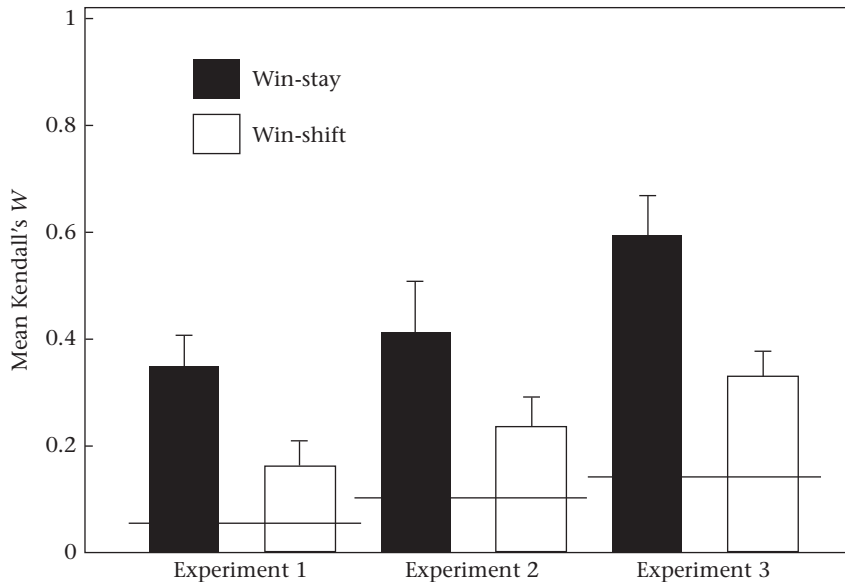 1
Win-stay
0.8
Win-shift
0.6
0.4
0.2
0
Mean Kendall's W
Experiment 1
Experiment 2
Experiment 3